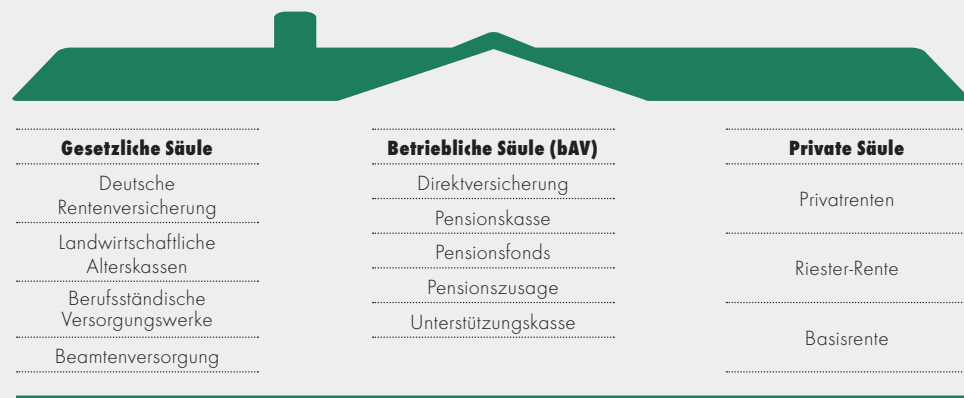 Gesetzliche Säule
Deutsche
Rentenversicherung
Landwirtschaftliche
Alterskassen
Berufsständische
Versorgungswerke
Beamtenversorgung
Betriebliche Säule (bAV)
Direktversicherung
Pensionskasse
Pensionsfonds
Pensionszusage
Unterstützungskasse
Private Säule
Privatrenten
Riester-Rente
Basisrente